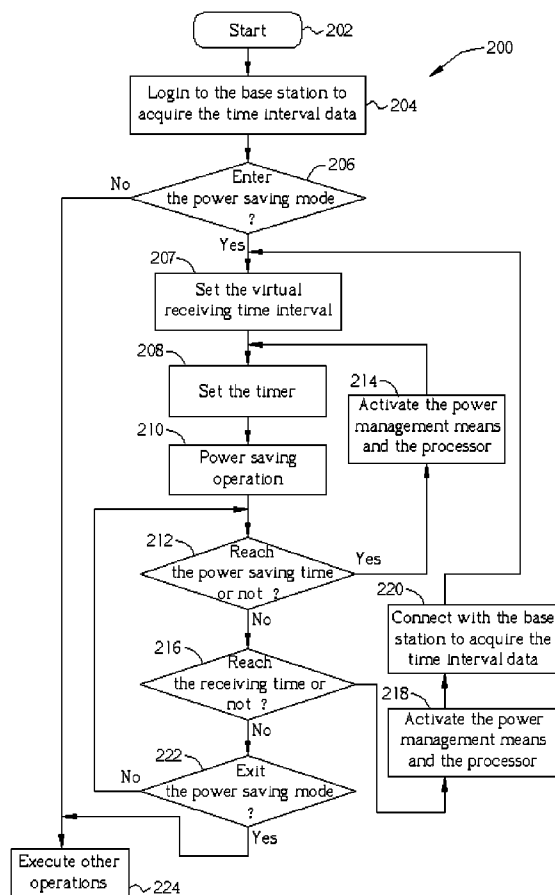 Start
202
200
Login to the base station to
acquire the time interval data
204
206
Enter
the power saving mode
?
No
Yes
207
Set the virtual
receiving time interval
208
Set the timer
214
Activate the power
management means
and the processor
210
Power saving
operation
212
Reach
the power saving time
or not ?
Yes
No
220
Connect with the base
station to acquire the
time interval data
216
Reach
the receiving time or
not ?
No
218
Activate the power
management means
and the processor
222
Exit
the power saving mode
?
No
Yes
Execute other
operations
224